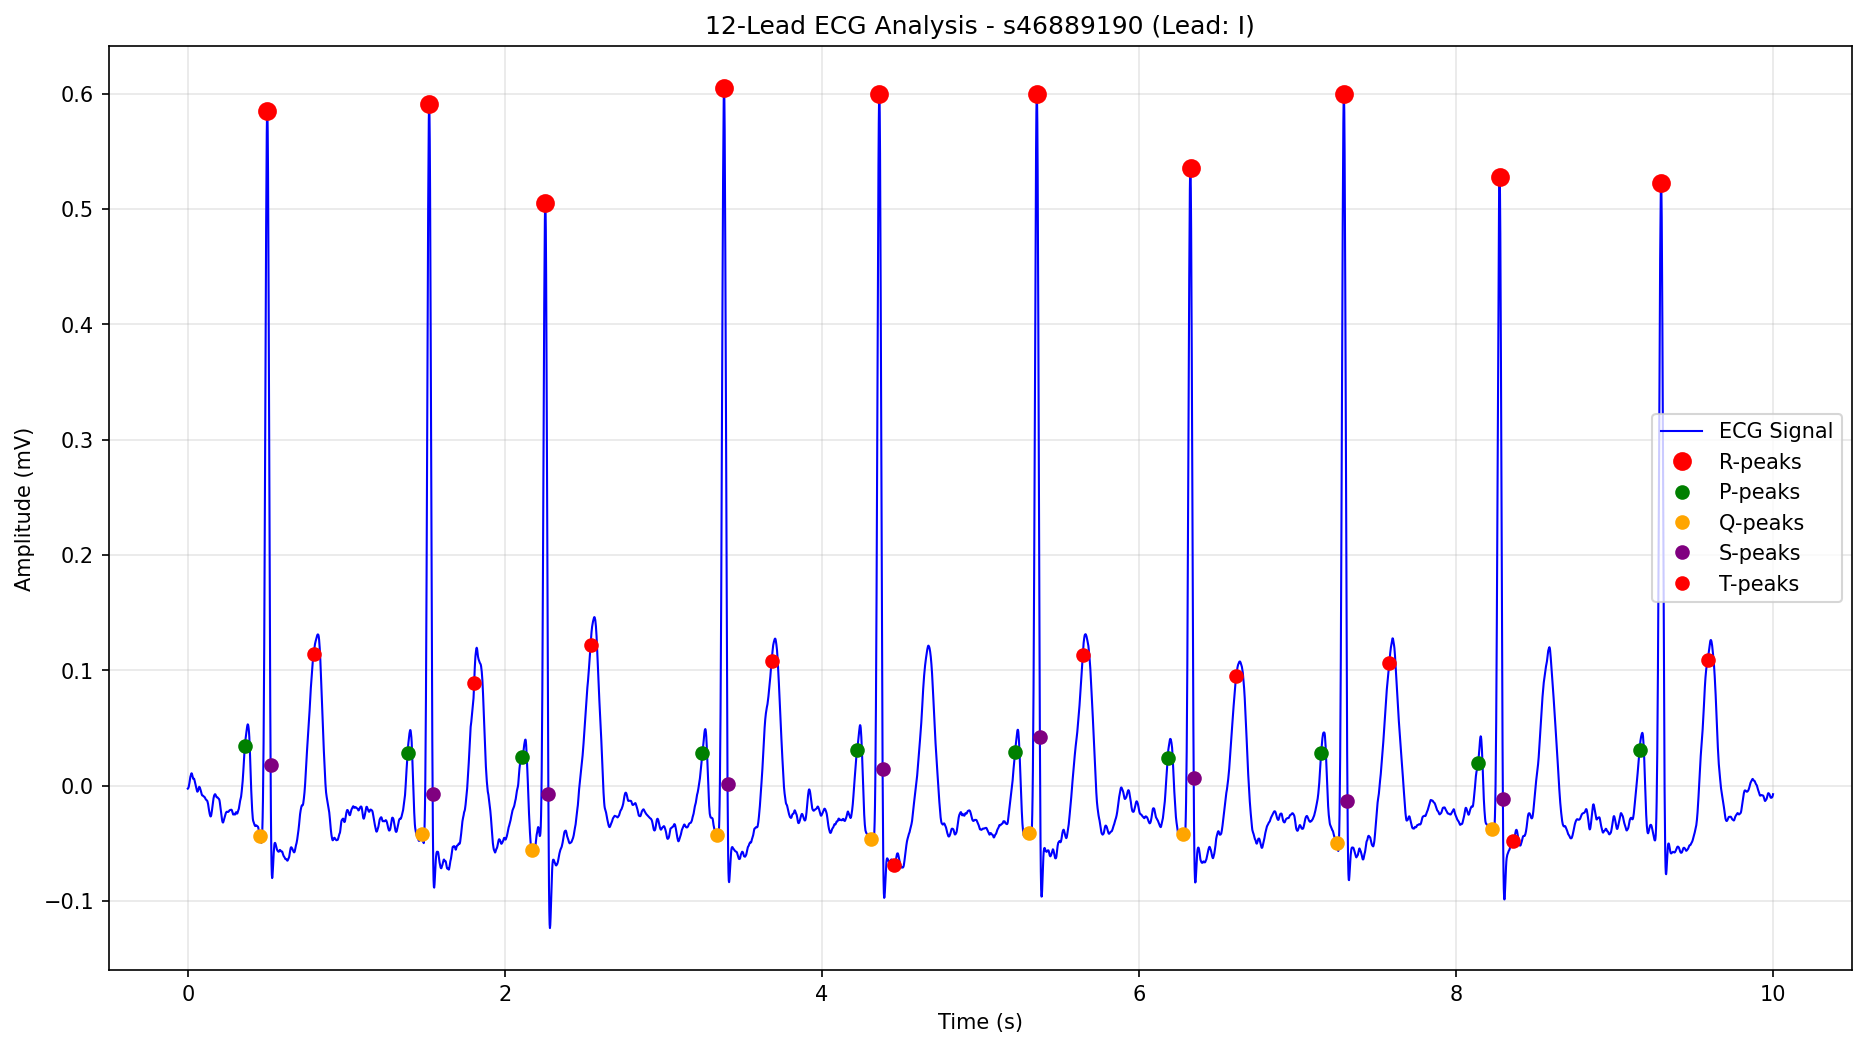 12-Lead ECG Analysis - s46889190 (Lead: I)
0.6
0.5
0.4
0.3
0.2
0.1
0.0
−0.1
Amplitude (mV)
ECG Signal
R-peaks
P-peaks
Q-peaks
S-peaks
T-peaks
0 2 4 6 8 10
Time (s)